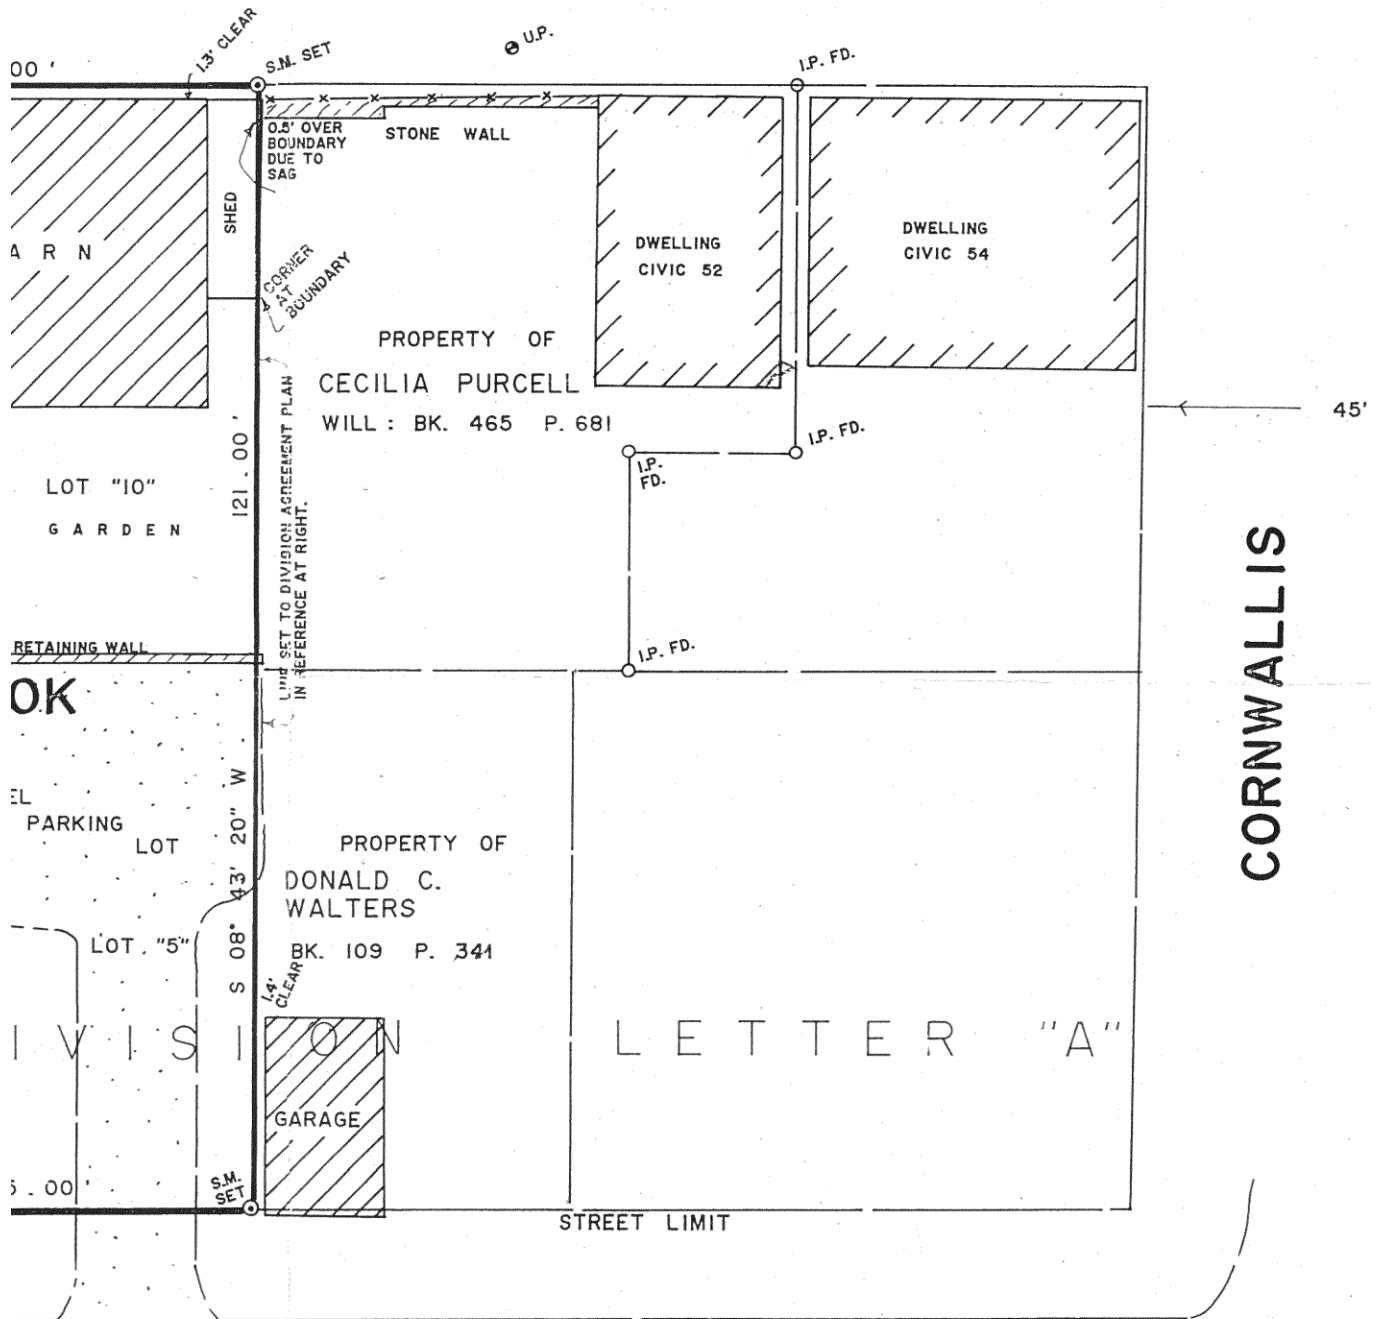 00 '
1.3' CLEAR
S.M. SET
U.P.
I.P. FD.
0.5' OVER
BOUNDARY
DUE TO
SAG
STONE WALL
SHED
ARN
DWELLING
CIVIC 52
DWELLING
CIVIC 54
CORNER
AT
BOUNDARY
PROPERTY OF
CECILIA PURCELL
WILL : BK. 465 P. 681
45'
I.P. FD.
I.P.
FD.
LOT "10"
GARDEN
121.00'
LINE SET TO DIVISION AGREEMENT PLAN
IN REFERENCE AT RIGHT.
CORNWALLIS
RETAINING WALL
I.P. FD.
OK
EL
PARKING
LOT
S 08° 43' 20" W
PROPERTY OF
DONALD C.
WALTERS
BK. 109 P. 341
LOT "5"
1.4'
CLEAR
IVISION LETTER "A"
GARAGE
5.00'
S.M.
SET
STREET LIMIT